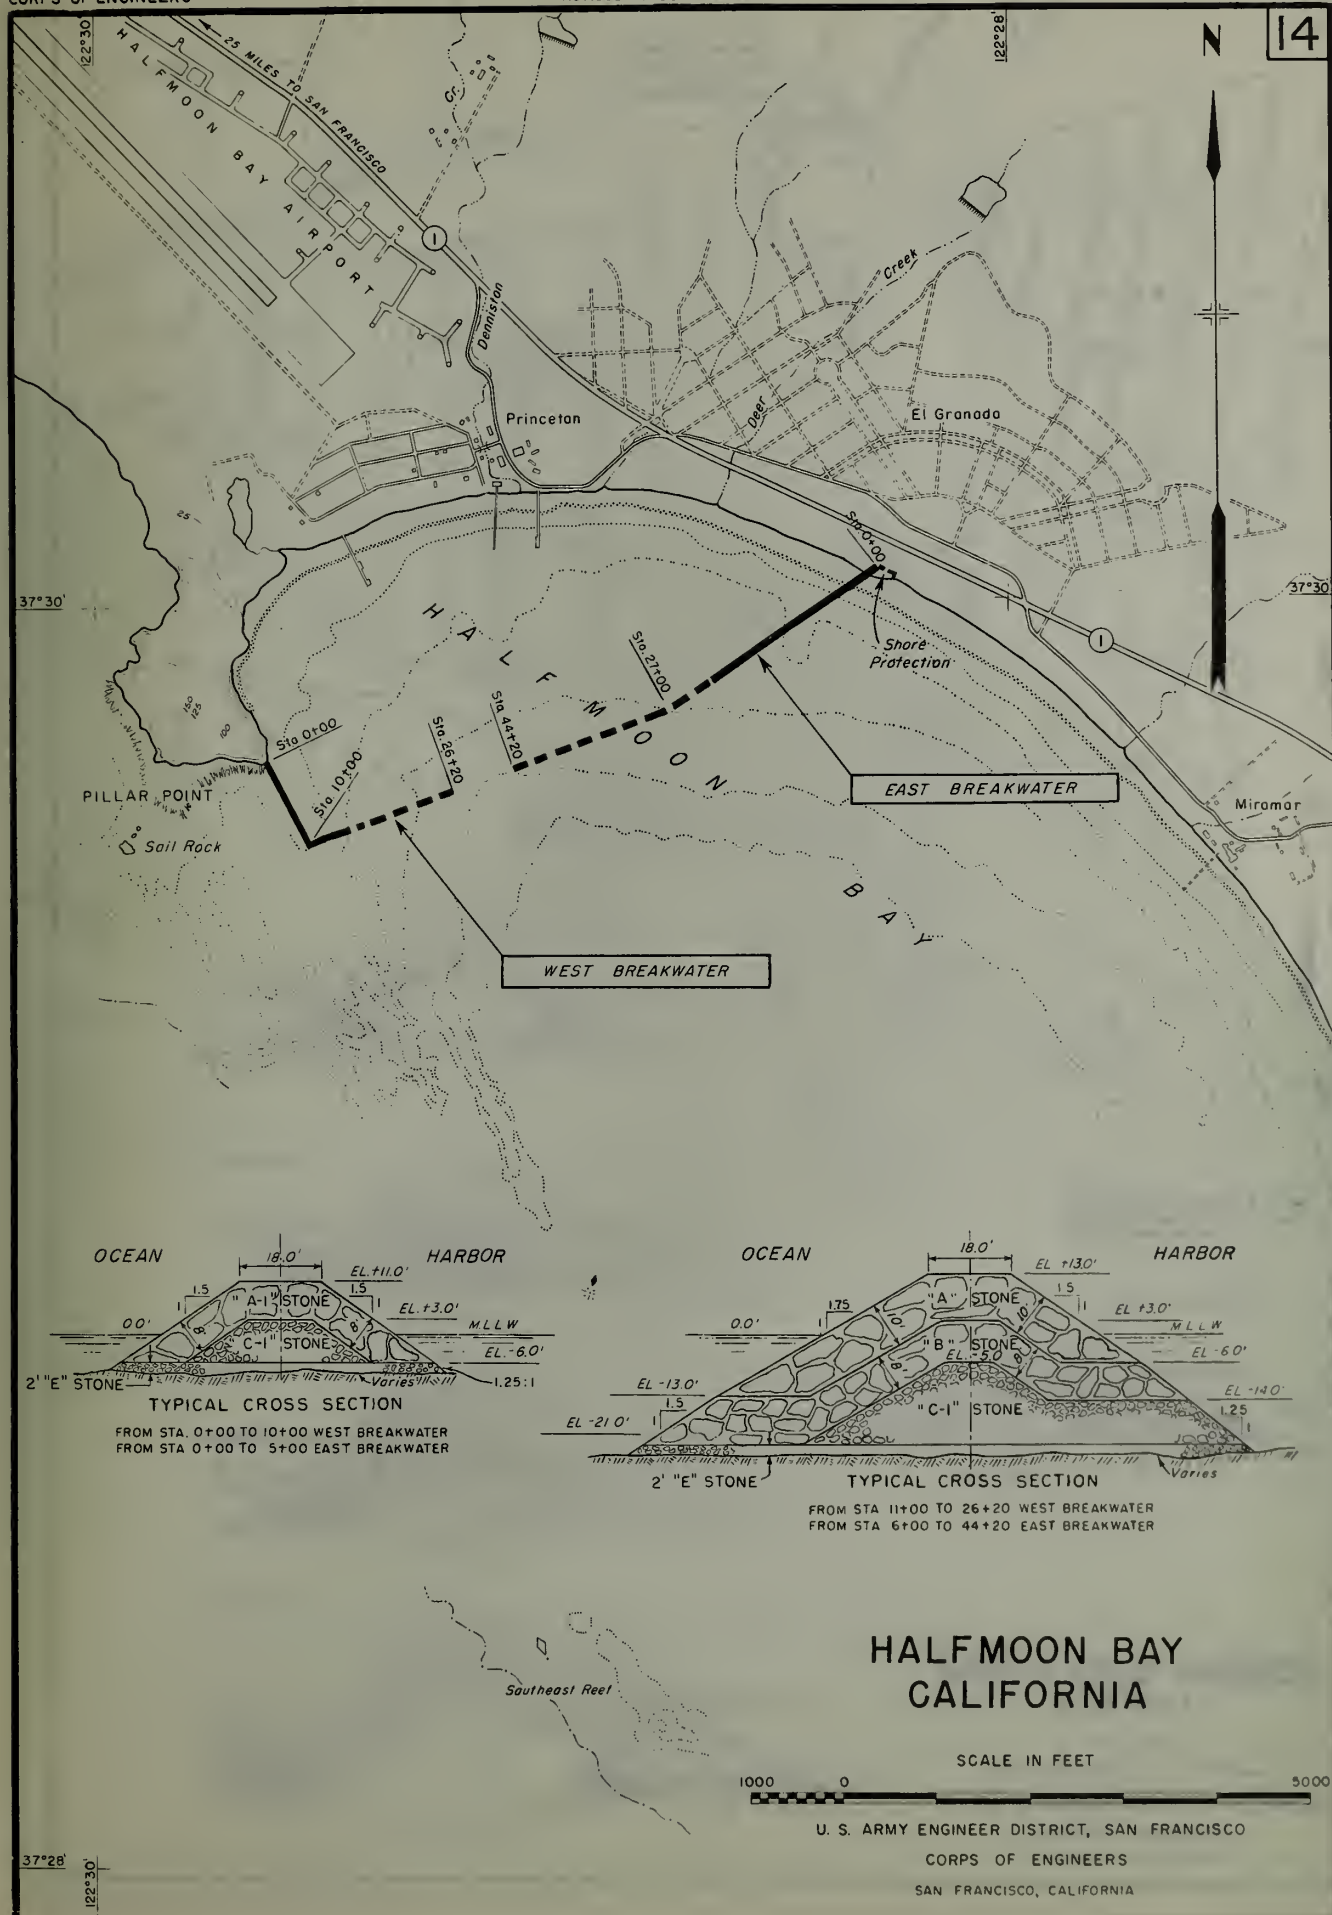 CORPS OF ENGINEERS
14
122°30'
122°28'
N
25 MILES TO SAN FRANCISCO
HALFMOON BAY AIRPORT
Cr.
1
Denniston
Creek
Deer
Princeton
El Granada
25
Sta. 0+00
37°30'
37°30'
HALF MOON BAY
Sta. 27+00
Shore
Protection
150
125
100
Sta 0+00
Sta. 26+20
Sta 44+20
Sta. 10+00
1
PILLAR POINT
EAST BREAKWATER
Miramar
Sail Rock
WEST BREAKWATER
OCEAN
18.0'
HARBOR
EL.+11.0'
1.5
1
"A-1" STONE
1.5
1
EL.+3.0'
0.0'
8'
8'
M.L.L.W
"C-1" STONE
EL.-6.0'
2' "E" STONE
Varies
1.25:1
TYPICAL CROSS SECTION
FROM STA. 0+00 TO 10+00 WEST BREAKWATER
FROM STA 0+00 TO 5+00 EAST BREAKWATER
OCEAN
18.0'
HARBOR
EL +13.0'
1.75
1
"A" STONE
1.5
1
EL +3.0'
0.0'
10'
10'
M.L.L.W
"B" STONE
EL.-5.0
EL -6.0'
8'
8'
EL -13.0'
EL -14.0'
1.5
1
"C-1" STONE
1.25
1
EL -21.0'
2' "E" STONE
Varies
TYPICAL CROSS SECTION
FROM STA 11+00 TO 26+20 WEST BREAKWATER
FROM STA 6+00 TO 44+20 EAST BREAKWATER
Southeast Reef
HALFMOON BAY
CALIFORNIA
SCALE IN FEET
1000 0 5000
U. S. ARMY ENGINEER DISTRICT, SAN FRANCISCO
CORPS OF ENGINEERS
SAN FRANCISCO, CALIFORNIA
37°28'
122°30'